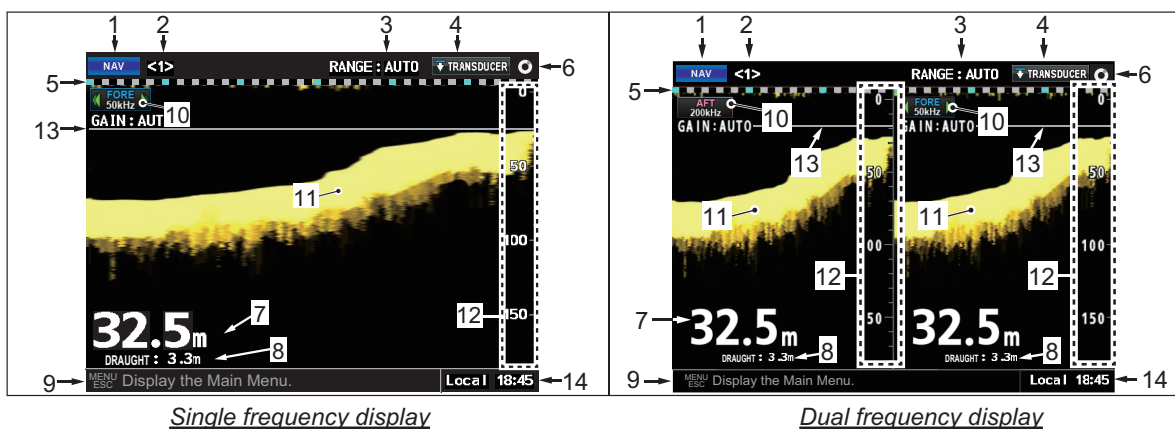 1 2 3 4
NAV <1> RANGE : AUTO TRANSDUCER
5 6
FORE
50kHz
10
GAIN:AUT
13
0
50
11
100
12
150
32.5m
7
DRAUGHT : 3.3m
8
9 MENU ESC Display the Main Menu. Local 18:45 14
Single frequency display
1 2 3 4
NAV <1> RANGE : AUTO TRANSDUCER
5 6
AFT
200kHz
10
FORE
50kHz
10
GAIN:AUTO
AIN:AUTO
13 13
0 0
50 50
11 11
00 100
12 12
50 150
7
32.5m 32.5m
DRAUGHT : 3.3m DRAUGHT : 3.3m
8 8
9 MENU ESC Display the Main Menu. Local 18:45 14
Dual frequency display